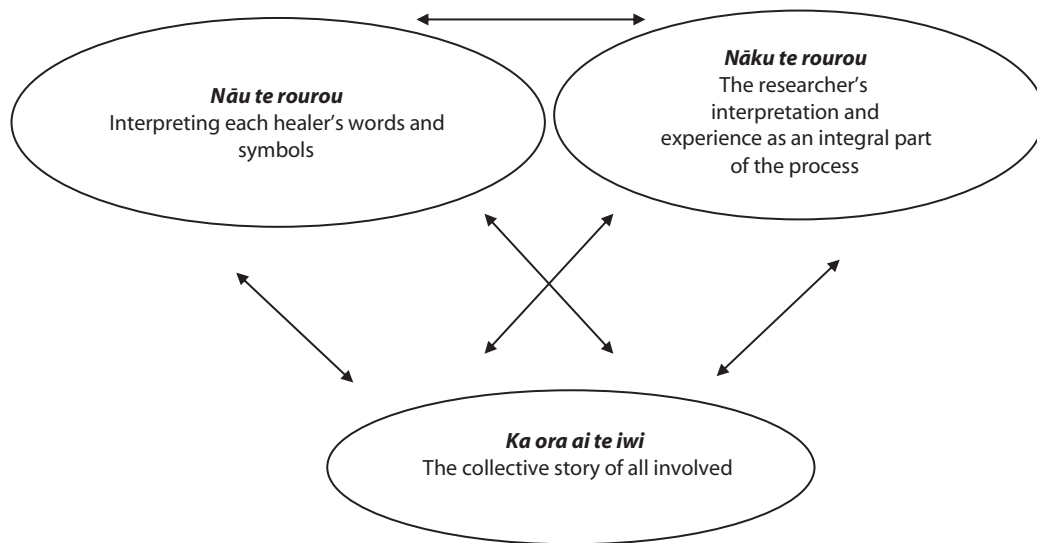 Nāu te rourou
Interpreting each healer's words and
symbols
Nāku te rourou
The researcher's
interpretation and
experience as an integral part
of the process
Ka ora ai te iwi
The collective story of all involved